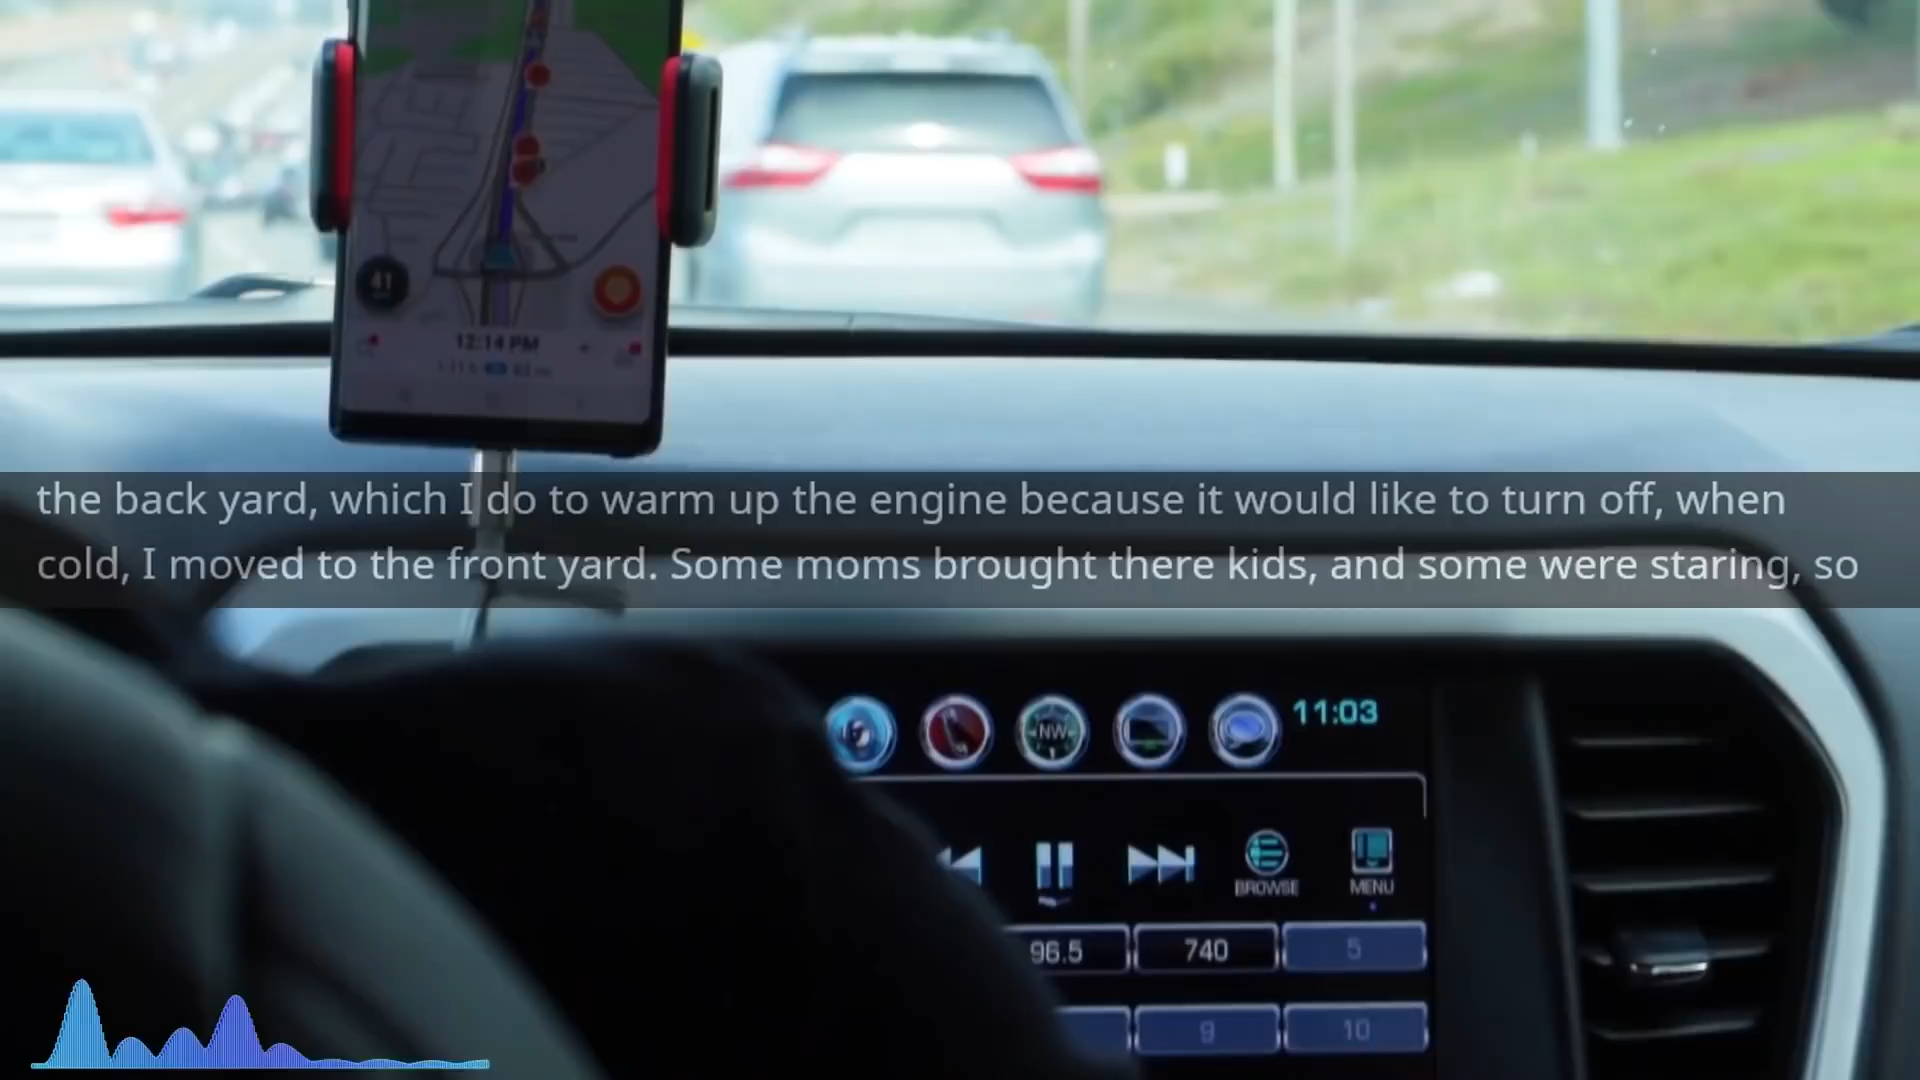 41
12:14 PM
the back yard, which I do to warm up the engine because it would like to turn off, when
cold, I moved to the front yard. Some moms brought there kids, and some were staring, so
11:03
NW
BROWSE
MENU
96.5
740
5
9
10